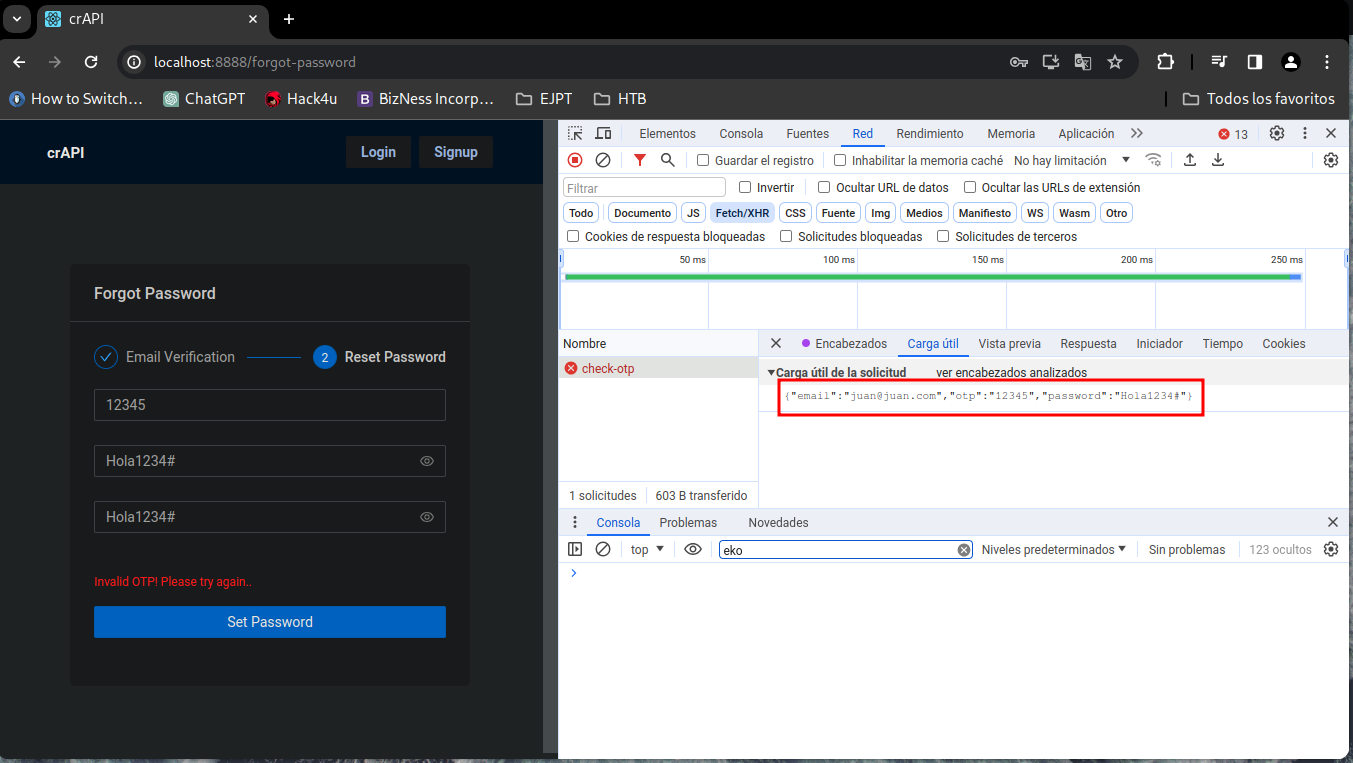 crAPI
localhost:8888/forgot-password
How to Switch… ChatGPT Hack4u BizNess Incorp… EJPT HTB Todos los favoritos
crAPI Login Signup
Forgot Password
Email Verification 2 Reset Password
12345
Hola1234#
Hola1234#
Invalid OTP! Please try again..
Set Password
Elementos Consola Fuentes Red Rendimiento Memoria Aplicación 13
Guardar el registro Inhabilitar la memoria caché No hay limitación
Filtrar Invertir Ocultar URL de datos Ocultar las URLs de extensión
Todo Documento JS Fetch/XHR CSS Fuente Img Medios Manifiesto WS Wasm Otro
Cookies de respuesta bloqueadas Solicitudes bloqueadas Solicitudes de terceros
50 ms 100 ms 150 ms 200 ms 250 ms
Nombre Encabezados Carga útil Vista previa Respuesta Iniciador Tiempo Cookies
check-otp Carga útil de la solicitud ver encabezados analizados
{"email":"juan@juan.com","otp":"12345","password":"Hola1234#"}
1 solicitudes 603 B transferido
Consola Problemas Novedades
top eko Niveles predeterminados Sin problemas 123 ocultos